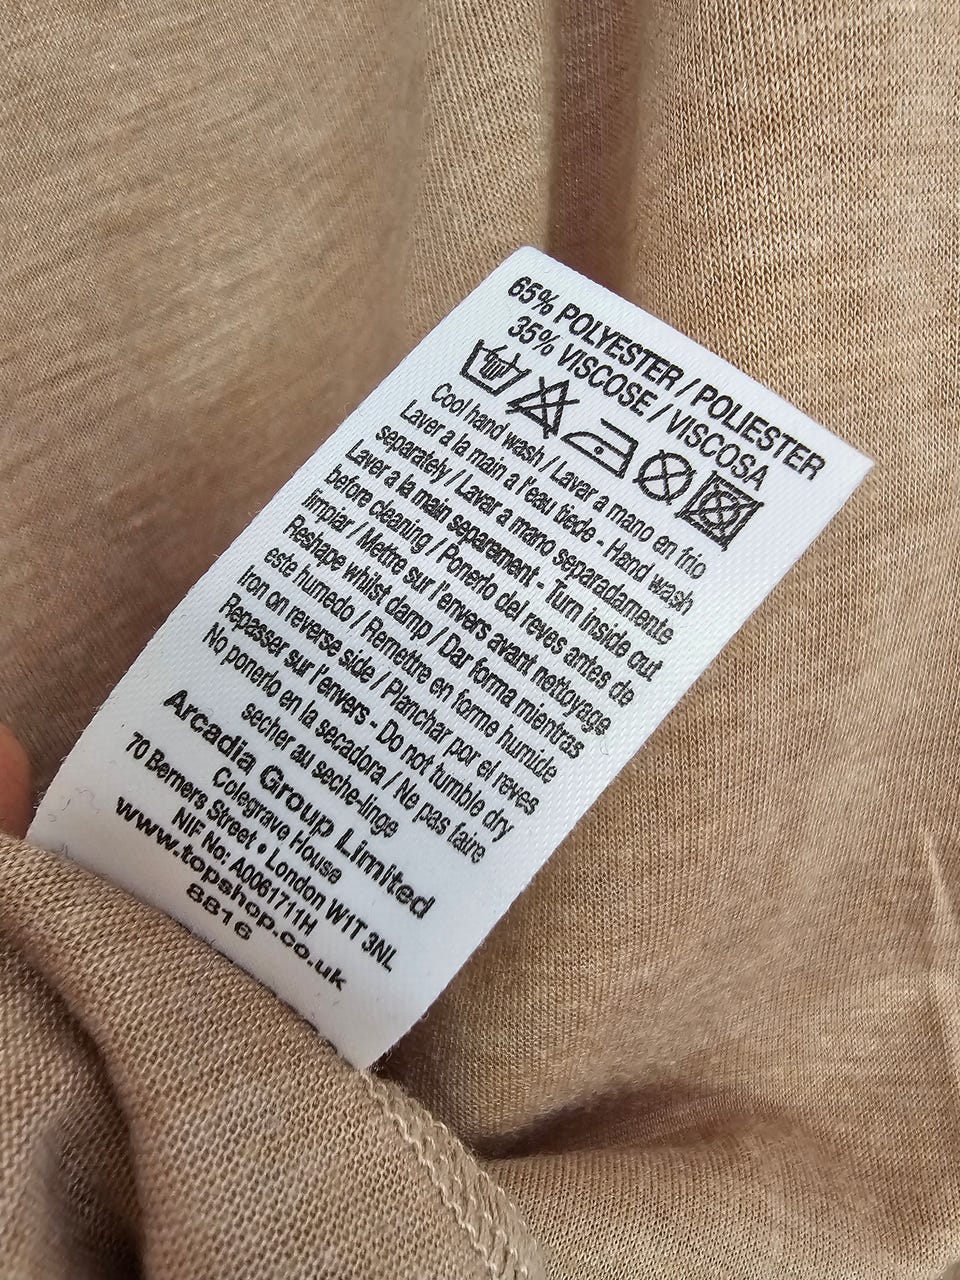 65% POLYESTER / POLIESTER
35% VISCOSE / VISCOSA
Cool hand wash / Lavar a mano en frio
Laver a la main a l'eau tiede - Hand wash
separately / Lavar a mano separadamente
Laver a la main separement - Turn inside out
before cleaning / Ponerlo del reves antes de
limpiar / Mettre sur l'envers avant nettoyage
Reshape whilst damp / Dar forma mientras
este humedo / Remettre en forme humide
Iron on reverse side / Planchar por el reves
Repasser sur l'envers - Do not tumble dry
No ponerlo en la secadora / Ne pas faire
secher au seche-linge
Arcadia Group Limited
Colegrave House
70 Berners Street • London W1T 3NL
NIF No: A0061711H
www.topshop.co.uk
8816